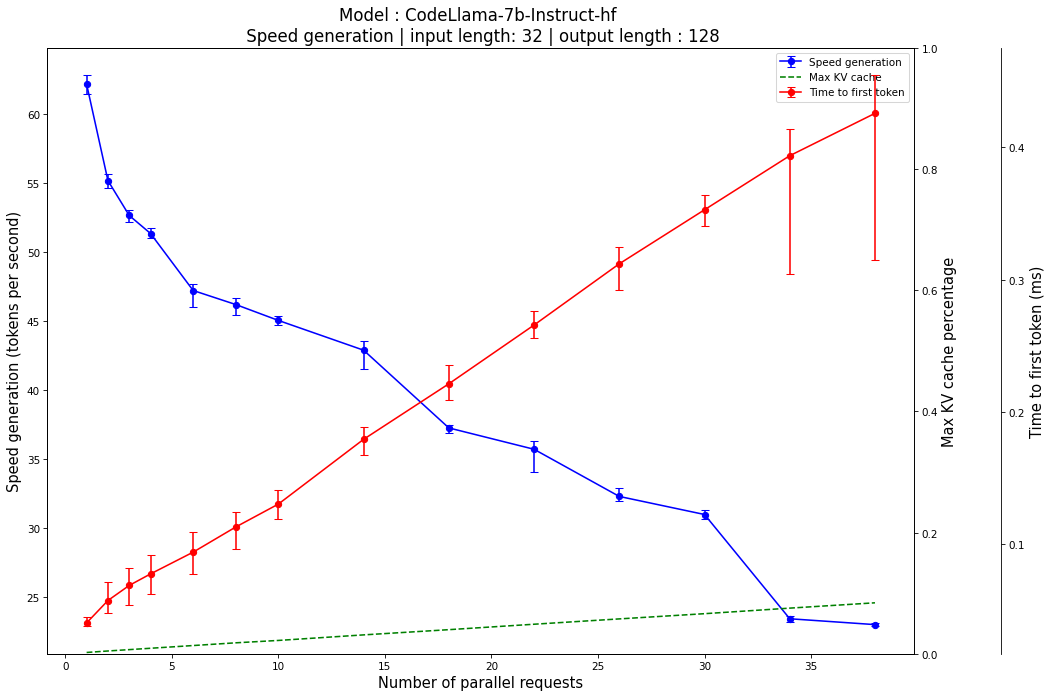 Model : CodeLlama-7b-Instruct-hf
Speed generation | input length: 32 | output length : 128
Speed generation
Max KV cache
Time to first token
Speed generation (tokens per second)
60
55
50
45
40
35
30
25
1.0
0.8
0.6
0.4
0.2
0.0
Max KV cache percentage
0.4
0.3
0.2
0.1
Time to first token (ms)
0
5
10
15
20
25
30
35
Number of parallel requests